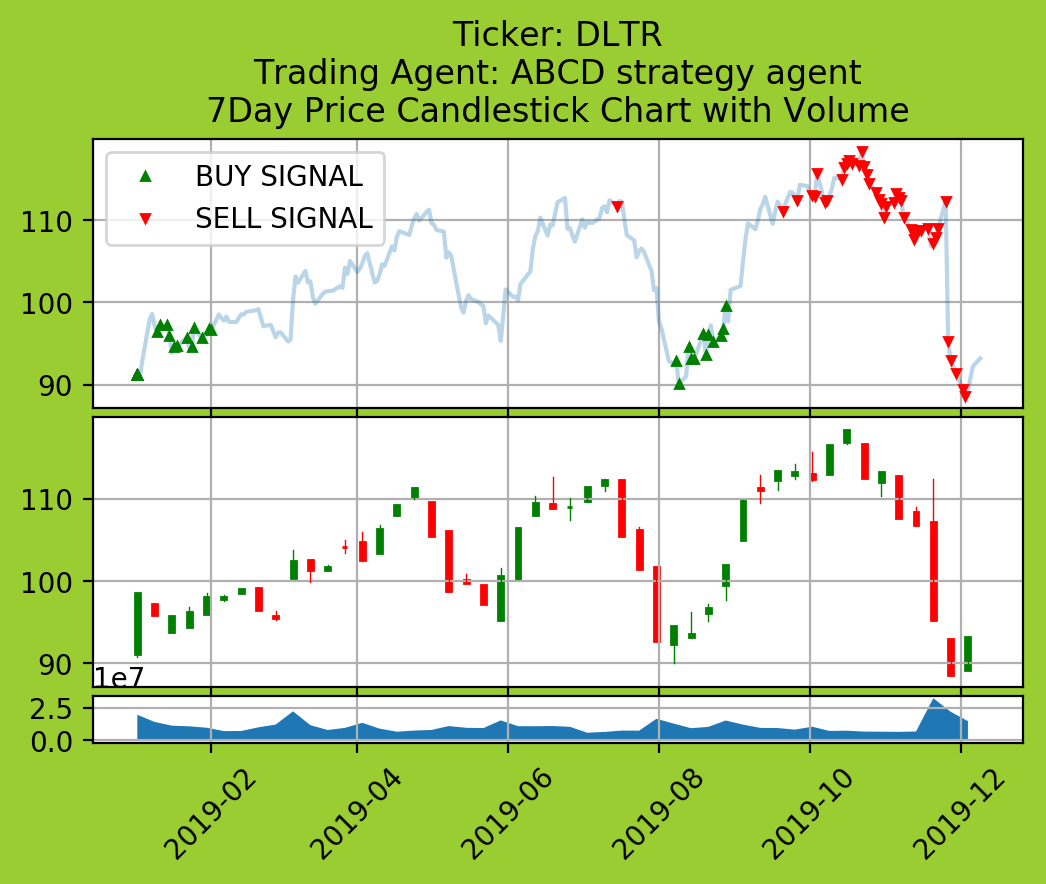 Ticker: DLTR
Trading Agent: ABCD strategy agent
7Day Price Candlestick Chart with Volume
BUY SIGNAL
SELL SIGNAL
110
100
90
110
100
90
1e7
2.5
0.0
2019-02
2019-04
2019-06
2019-08
2019-10
2019-12